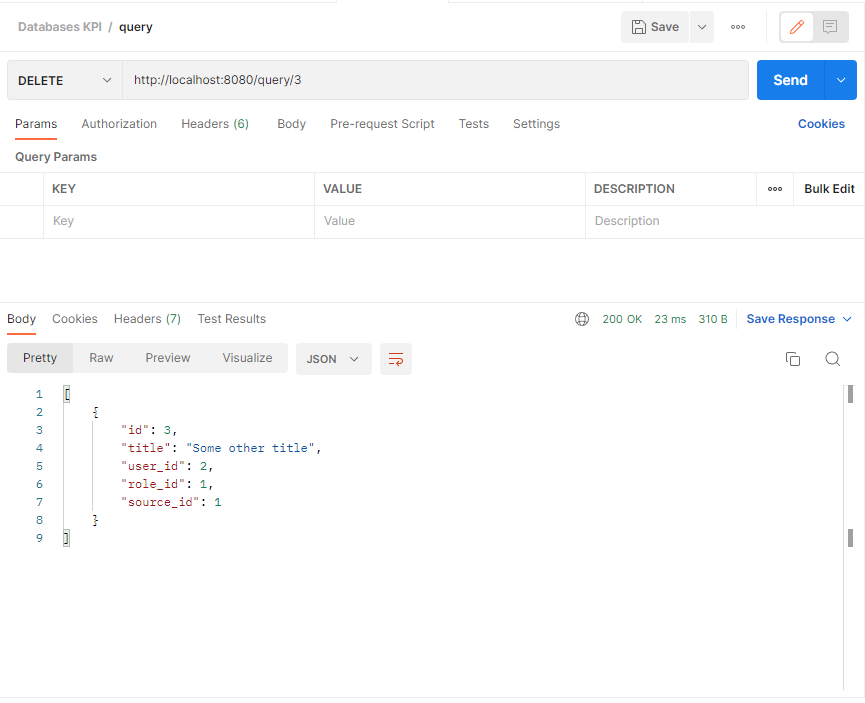 Databases KPI / query Save
DELETE http://localhost:8080/query/3 Send
Params Authorization Headers (6) Body Pre-request Script Tests Settings Cookies
Query Params
KEY VALUE DESCRIPTION Bulk Edit
Key Value Description
Body Cookies Headers (7) Test Results 200 OK 23 ms 310 B Save Response
Pretty Raw Preview Visualize JSON
1 [
2 {
3 "id": 3,
4 "title": "Some other title",
5 "user_id": 2,
6 "role_id": 1,
7 "source_id": 1
8 }
9 ]